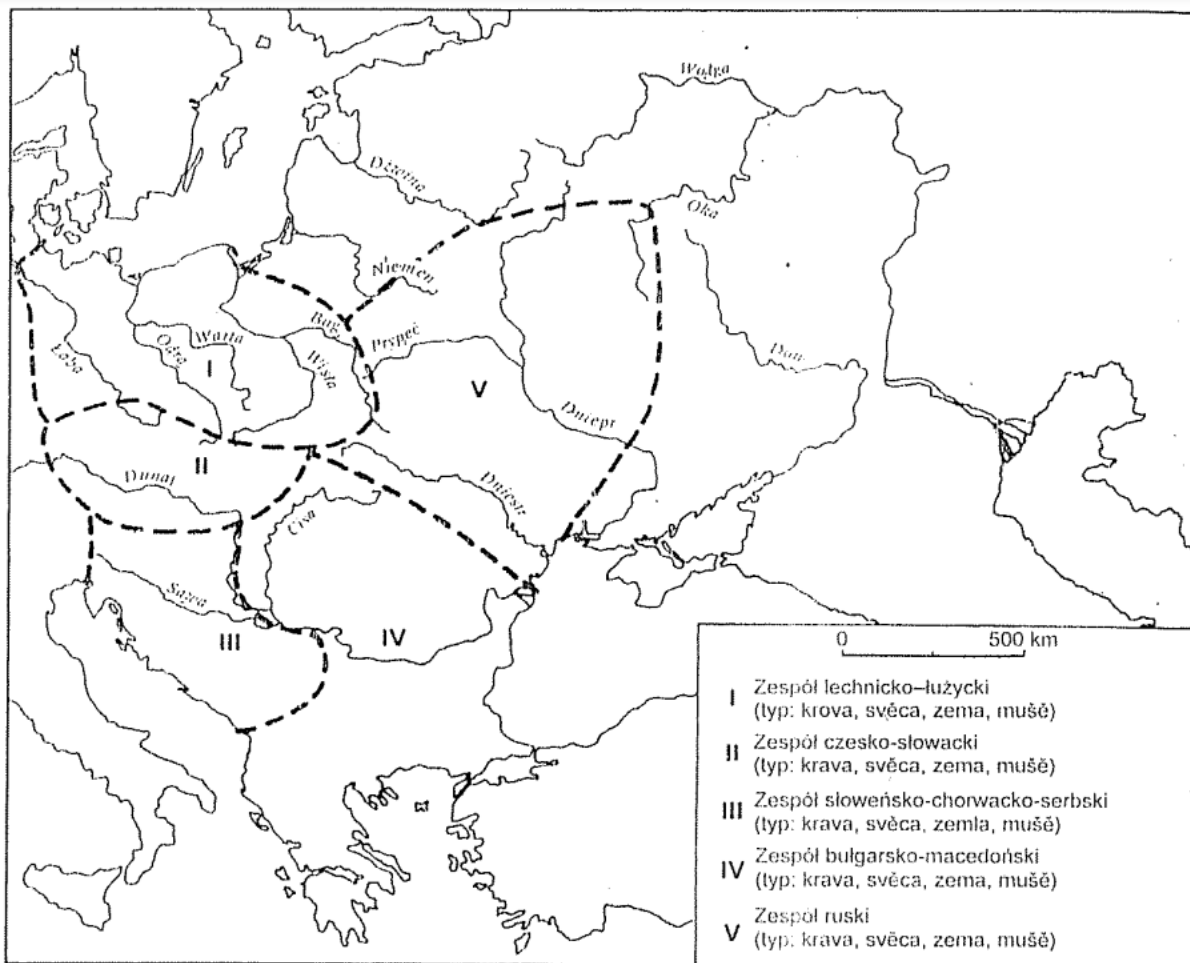 Wołga
Dźwina
Oka
Niemen
Bug
Prypeć
Warta
Odra
I
Wisła
Łaba
Don
V
Dniepr
II
Dunaj
Dniestr
Cisa
Sawa
III
IV
0 500 km
I Zespół lechnicko–łużycki
(typ: krova, svěca, zema, mušě)
II Zespół czesko-słowacki
(typ: krava, svěca, zema, mušě)
III Zespół słoweńsko-chorwacko-serbski
(typ: krava, svěca, zemla, mušě)
IV Zespół bułgarsko-macedoński
(typ: krava, svěca, zema, mušě)
V Zespół ruski
(typ: krava, svěca, zema, mušě)